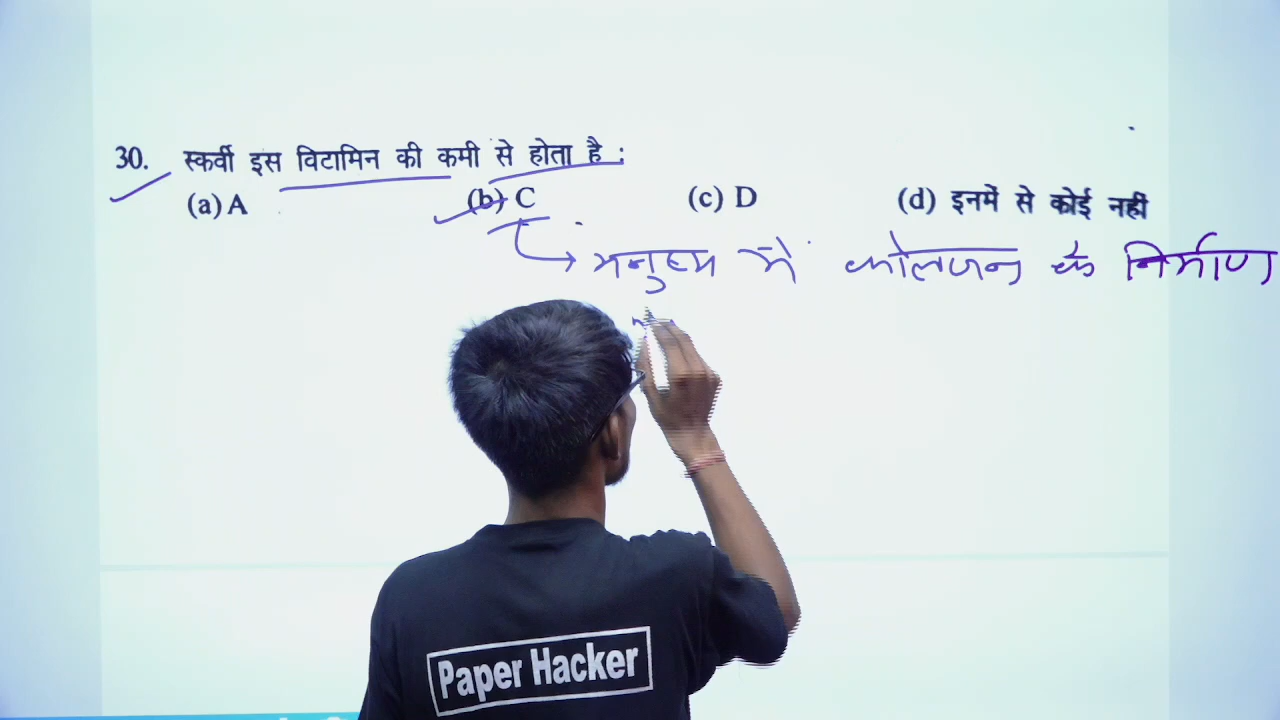 30. स्कर्वी इस विटामिन की कमी से होता है :
(a) A (b) C (c) D (d) इनमें से कोई नहीं
मनुष्य में कोलजन के निर्माण
Paper Hacker